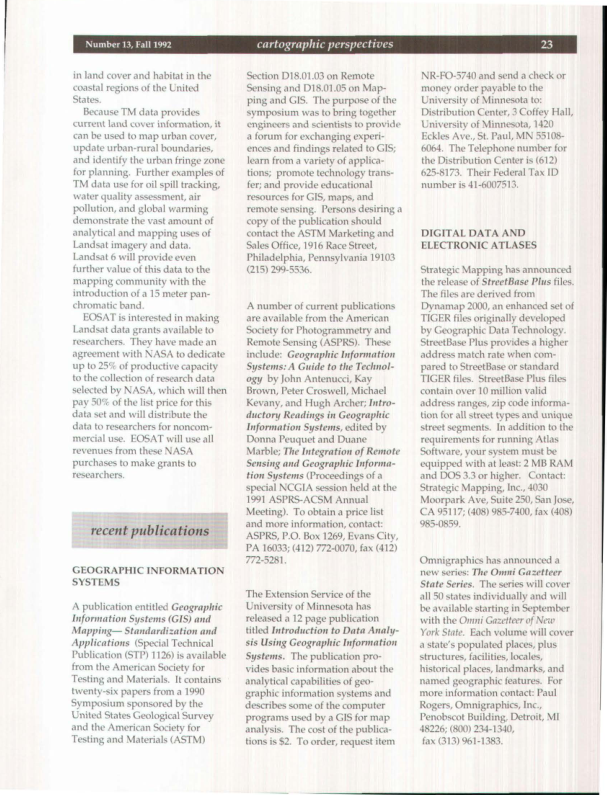 Number 13, Fall 1992
cartographic perspectives
23
in land cover and habitat in the
coastal regions of the United
States.
Because TM data provides
current land cover information, it
can be used to map urban cover,
update urban-rural boundaries,
and identify the urban fringe zone
for planning. Further examples of
TM data use for oil spill tracking,
water quality assessment, air
pollution, and global warming
demonstrate the vast amount of
analytical and mapping uses of
Landsat imagery and data.
Landsat 6 will provide even
further value of this data to the
mapping community with the
introduction of a 15 meter pan-
chromatic band.
EOSAT is interested in making
Landsat data grants available to
researchers. They have made an
agreement with NASA to dedicate
up to 25% of productive capacity
to the collection of research data
selected by NASA, which will then
pay 50% of the list price for this
data set and will distribute the
data to researchers for noncom-
mercial use. EOSAT will use all
revenues from these NASA
purchases to make grants to
researchers.
recent publications
GEOGRAPHIC INFORMATION
SYSTEMS
A publication entitled Geographic
Information Systems (GIS) and
Mapping— Standardization and
Applications (Special Technical
Publication (STP) 1126) is available
from the American Society for
Testing and Materials. It contains
twenty-six papers from a 1990
Symposium sponsored by the
United States Geological Survey
and the American Society for
Testing and Materials (ASTM)
Section D18.01.03 on Remote
Sensing and D18.01.05 on Map-
ping and GIS. The purpose of the
symposium was to bring together
engineers and scientists to provide
a forum for exchanging experi-
ences and findings related to GIS;
learn from a variety of applica-
tions; promote technology trans-
fer; and provide educational
resources for GIS, maps, and
remote sensing. Persons desiring a
copy of the publication should
contact the ASTM Marketing and
Sales Office, 1916 Race Street,
Philadelphia, Pennsylvania 19103
(215) 299-5536.
A number of current publications
are available from the American
Society for Photogrammetry and
Remote Sensing (ASPRS). These
include: Geographic Information
Systems: A Guide to the Technol-
ogy by John Antenucci, Kay
Brown, Peter Croswell, Michael
Kevany, and Hugh Archer; Intro-
ductory Readings in Geographic
Information Systems, edited by
Donna Peuquet and Duane
Marble; The Integration of Remote
Sensing and Geographic Informa-
tion Systems (Proceedings of a
special NCGIA session held at the
1991 ASPRS-ACSM Annual
Meeting). To obtain a price list
and more information, contact:
ASPRS, P.O. Box 1269, Evans City,
PA 16033; (412) 772-0070, fax (412)
772-5281.
The Extension Service of the
University of Minnesota has
released a 12 page publication
titled Introduction to Data Analy-
sis Using Geographic Information
Systems. The publication pro-
vides basic information about the
analytical capabilities of geo-
graphic information systems and
describes some of the computer
programs used by a GIS for map
analysis. The cost of the publica-
tions is $2. To order, request item
NR-FO-5740 and send a check or
money order payable to the
University of Minnesota to:
Distribution Center, 3 Coffey Hall,
University of Minnesota, 1420
Eckles Ave., St. Paul, MN 55108-
6064. The Telephone number for
the Distribution Center is (612)
625-8173. Their Federal Tax ID
number is 41-6007513.
DIGITAL DATA AND
ELECTRONIC ATLASES
Strategic Mapping has announced
the release of StreetBase Plus files.
The files are derived from
Dynamap 2000, an enhanced set of
TIGER files originally developed
by Geographic Data Technology.
StreetBase Plus provides a higher
address match rate when com-
pared to StreetBase or standard
TIGER files. StreetBase Plus files
contain over 10 million valid
address ranges, zip code informa-
tion for all street types and unique
street segments. In addition to the
requirements for running Atlas
Software, your system must be
equipped with at least: 2 MB RAM
and DOS 3.3 or higher. Contact:
Strategic Mapping, Inc., 4030
Moorpark Ave, Suite 250, San Jose,
CA 95117; (408) 985-7400, fax (408)
985-0859.
Omnigraphics has announced a
new series: The Omni Gazetteer
State Series. The series will cover
all 50 states individually and will
be available starting in September
with the Omni Gazetteer of New
York State. Each volume will cover
a state's populated places, plus
structures, facilities, locales,
historical places, landmarks, and
named geographic features. For
more information contact: Paul
Rogers, Omnigraphics, Inc.,
Penobscot Building, Detroit, MI
48226; (800) 234-1340,
fax (313) 961-1383.